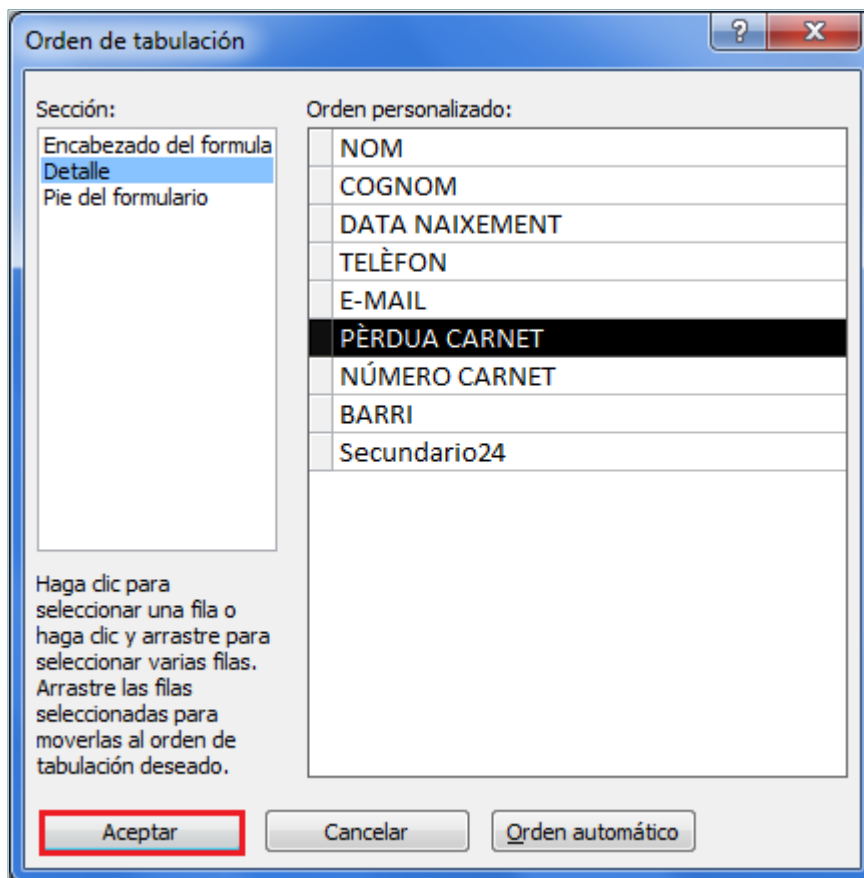 Orden de tabulación
Sección:
Encabezado del formula
Detalle
Pie del formulario
Haga clic para
seleccionar una fila o
haga clic y arrastre para
seleccionar varias filas.
Arrastre las filas
seleccionadas para
moverlas al orden de
tabulación deseado.
Orden personalizado:
NOM
COGNOM
DATA NAIXEMENT
TELÈFON
E-MAIL
PÈRDUA CARNET
NÚMERO CARNET
BARRI
Secundario24
Aceptar
Cancelar
Orden automático